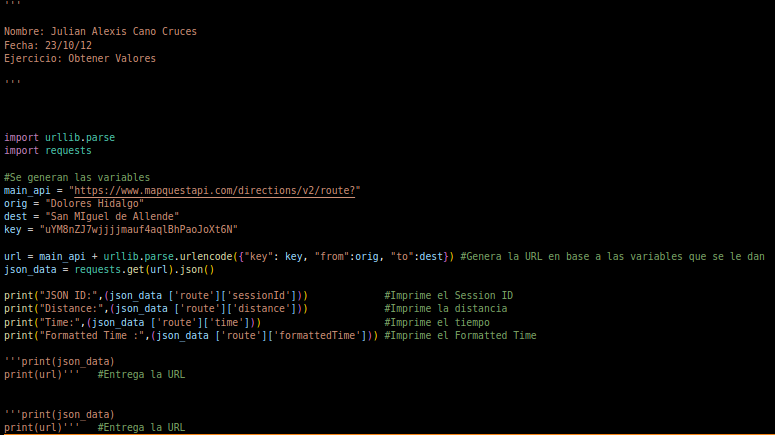 '''
Nombre: Julian Alexis Cano Cruces
Fecha: 23/10/12
Ejercicio: Obtener Valores
'''
import urllib.parse
import requests
#Se generan las variables
main_api = "https://www.mapquestapi.com/directions/v2/route?"
orig = "Dolores Hidalgo"
dest = "San MIguel de Allende"
key = "uYM8nZJ7wjjjjmauf4aqlBhPaoJoXt6N"
url = main_api + urllib.parse.urlencode({"key": key, "from":orig, "to":dest}) #Genera la URL en base a las variables que se le dan
json_data = requests.get(url).json()
print("JSON ID:",(json_data ['route']['sessionId'])) #Imprime el Session ID
print("Distance:",(json_data ['route']['distance'])) #Imprime la distancia
print("Time:",(json_data ['route']['time'])) #Imprime el tiempo
print("Formatted Time :",(json_data ['route']['formattedTime'])) #Imprime el Formatted Time
'''print(json_data)
print(url)''' #Entrega la URL
'''print(json_data)
print(url)''' #Entrega la URL